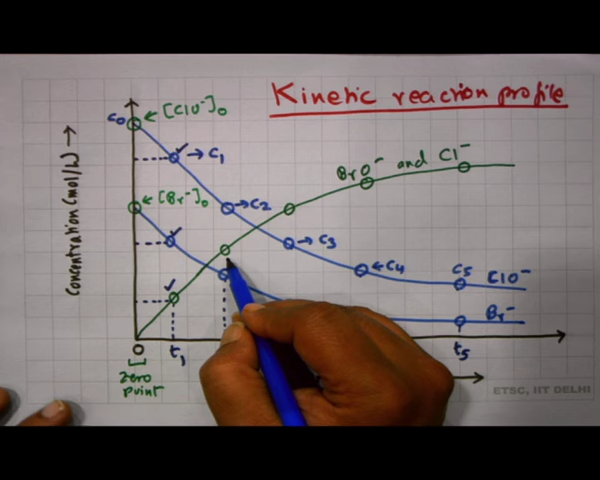 Kinetic reaction profile
c₀ ← [ClO⁻]₀
→ c₁
BrO⁻ and Cl⁻
← [Br⁻]₀
→ c₂
→ c₃
← c₄
c₅
ClO⁻
Br⁻
Concentration (mol/L) →
0
t₁
t₅
zero
point
ETSC, IIT DELHI